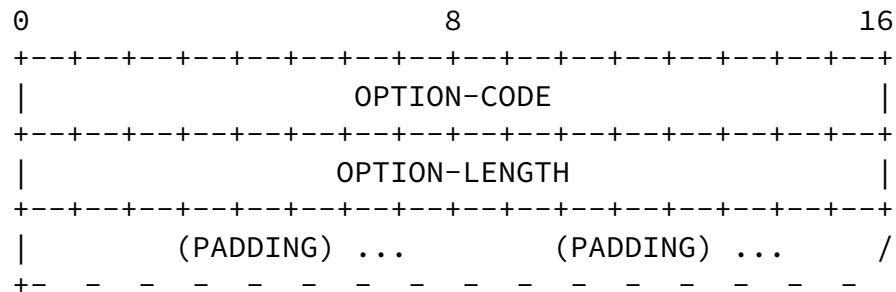 0                       8                      16
+--+--+--+--+--+--+--+--+--+--+--+--+--+--+--+--+
|                  OPTION-CODE                  |
+--+--+--+--+--+--+--+--+--+--+--+--+--+--+--+--+
|                 OPTION-LENGTH                 |
+--+--+--+--+--+--+--+--+--+--+--+--+--+--+--+--+
|        (PADDING) ...        (PADDING) ...     /
+-  -  -  -  -  -  -  -  -  -  -  -  -  -  -  -